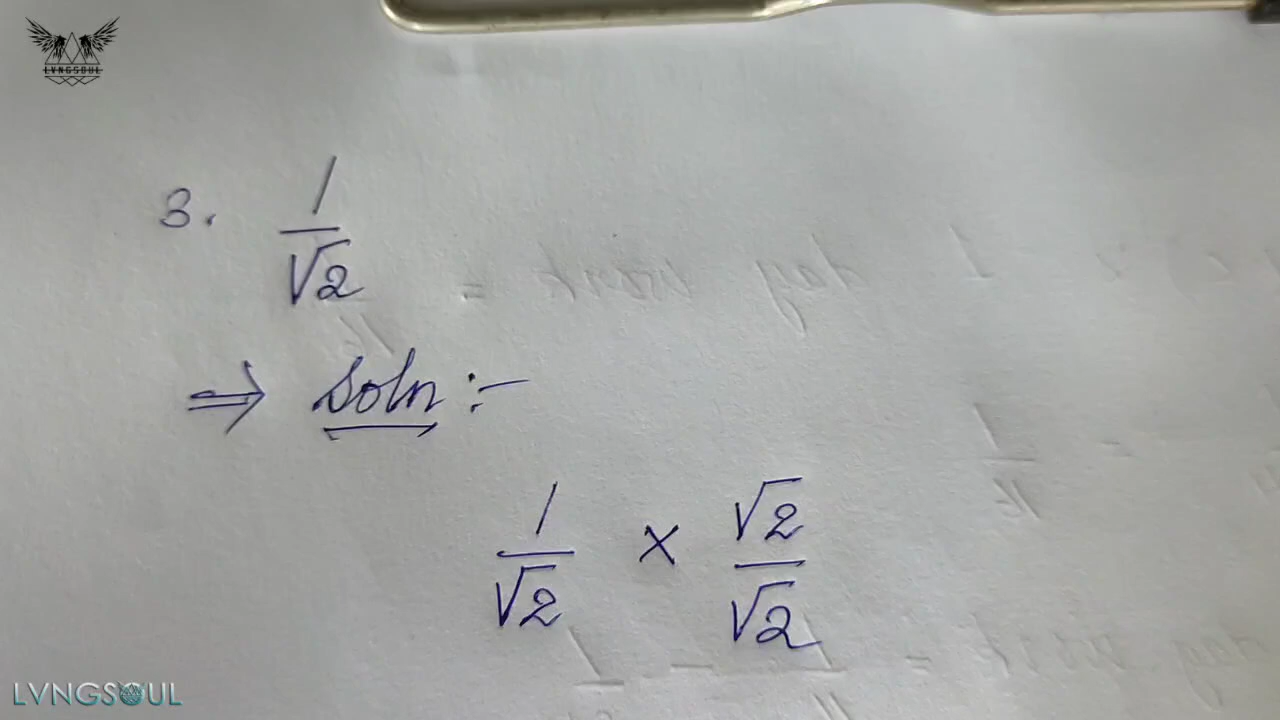 LVNGSOUL
3. 1/√2
⇒ Soln :-
1/√2 × √2/√2
LVNGSOUL